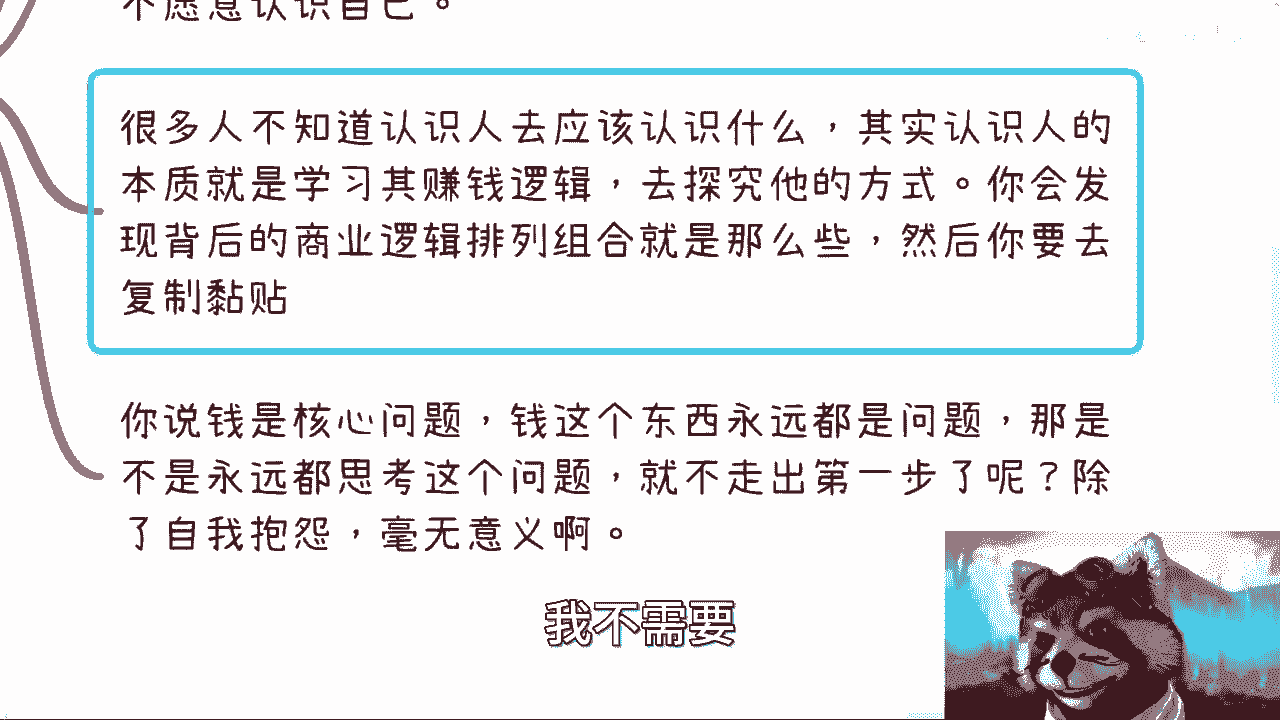 不愿意认识自己。
很多人不知道认识人去应该认识什么，其实认识人的
本质就是学习其赚钱逻辑，去探究他的方式。你会发
现背后的商业逻辑排列组合就是那么些，然后你要去
复制黏贴
你说钱是核心问题，钱这个东西永远都是问题，那是
不是永远都思考这个问题，就不走出第一步了呢？除
了自我抱怨，毫无意义啊。
我不需要